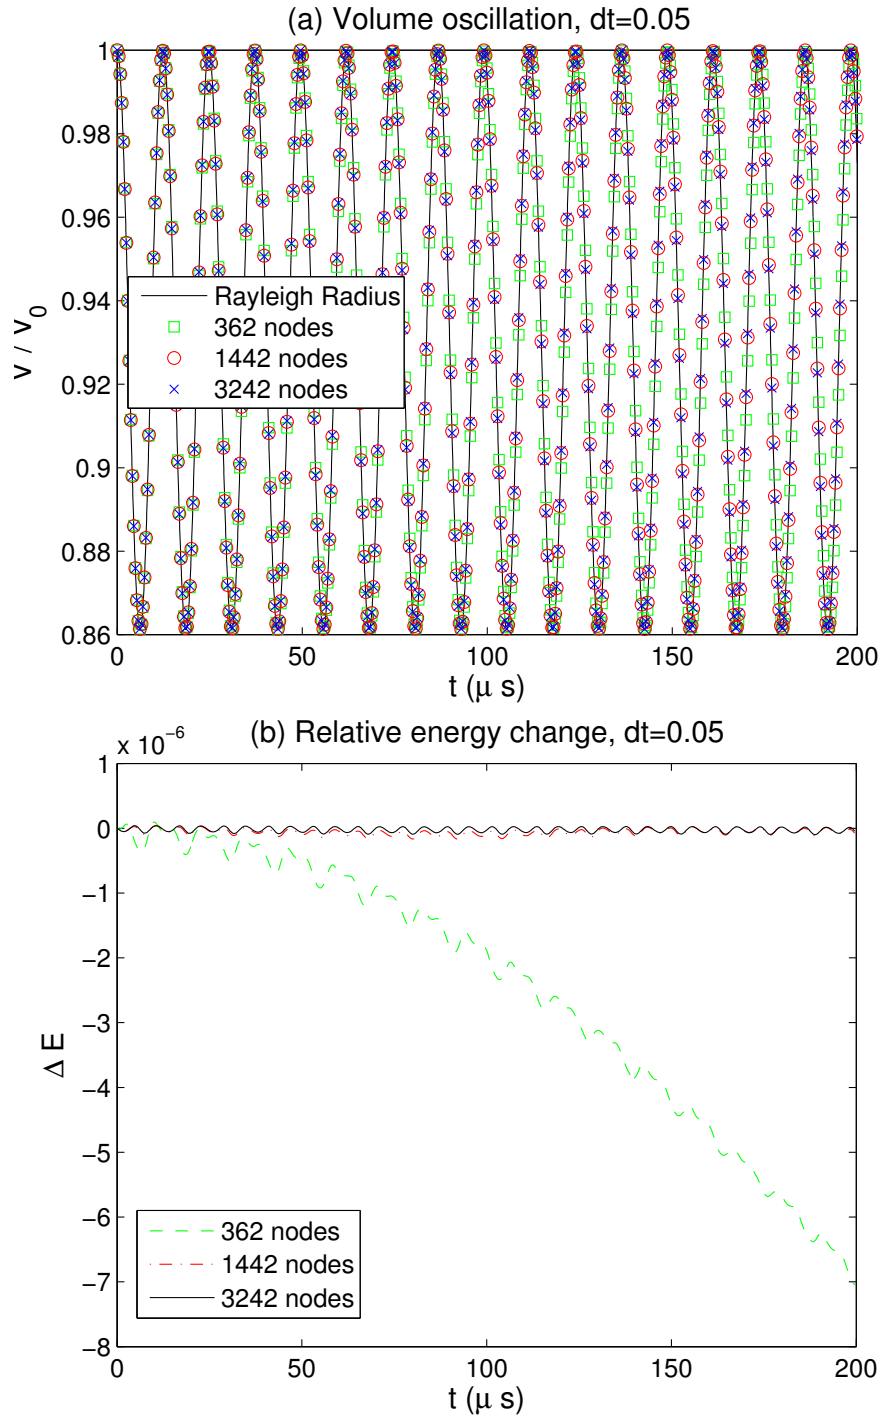 (a) Volume oscillation, dt=0.05
1
0.98
0.96
0.94
0.92
0.9
0.88
0.86
v / v₀
Rayleigh Radius
362 nodes
1442 nodes
3242 nodes
0 50 100 150 200
t (μ s)
(b) Relative energy change, dt=0.05
x 10⁻⁶
1
0
−1
−2
−3
−4
−5
−6
−7
−8
Δ E
362 nodes
1442 nodes
3242 nodes
0 50 100 150 200
t (μ s)